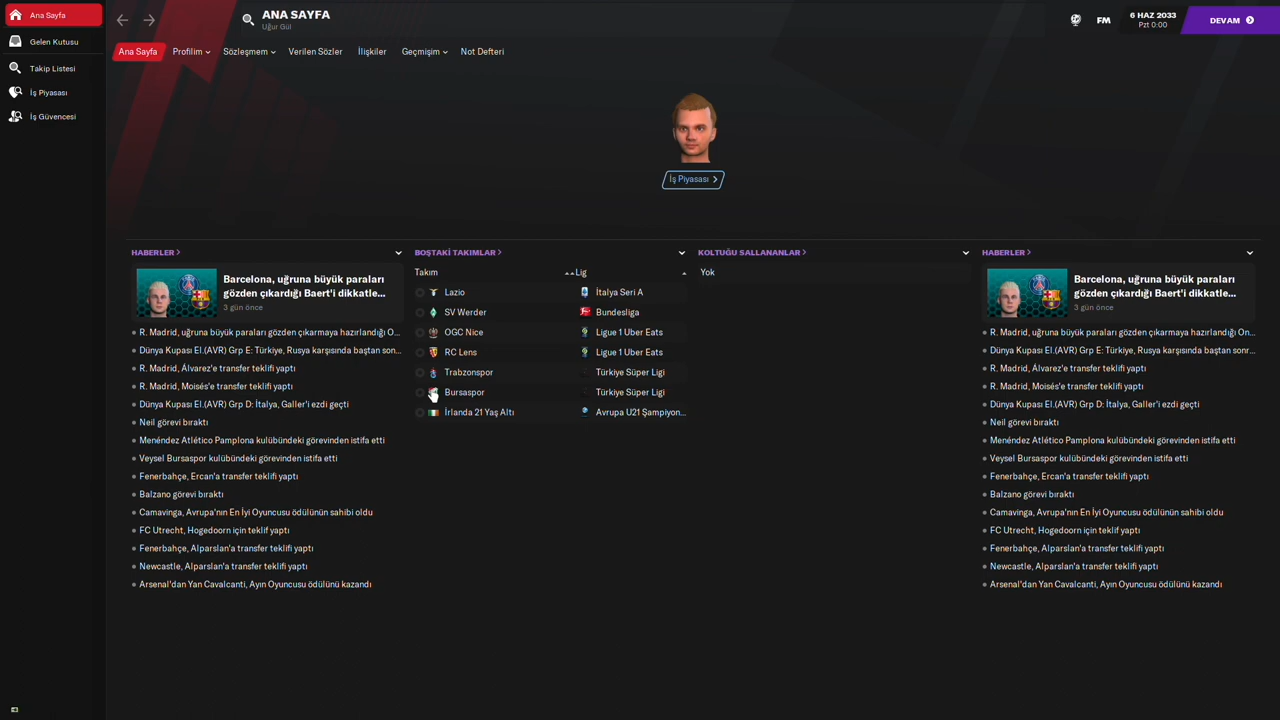 Ana Sayfa
Gelen Kutusu
Takip Listesi
İş Piyasası
İş Güvencesi
ANA SAYFA
Uğur Gül
FM
6 HAZ 2033
Pzt 0:00
DEVAM
Ana Sayfa
Profilim
Sözleşmem
Verilen Sözler
İlişkiler
Geçmişim
Not Defteri
İş Piyasası
HABERLER
Barcelona, uğruna büyük paraları
gözden çıkardığı Baert'i dikkatle...
3 gün önce
R. Madrid, uğruna büyük paraları gözden çıkarmaya hazırlandığı O...
Dünya Kupası El.(AVR) Grp E: Türkiye, Rusya karşısında baştan son...
R. Madrid, Álvarez'e transfer teklifi yaptı
R. Madrid, Moisés'e transfer teklifi yaptı
Dünya Kupası El.(AVR) Grp D: İtalya, Galler'i ezdi geçti
Neil görevi bıraktı
Menéndez Atlético Pamplona kulübündeki görevinden istifa etti
Veysel Bursaspor kulübündeki görevinden istifa etti
Fenerbahçe, Ercan'a transfer teklifi yaptı
Balzano görevi bıraktı
Camavinga, Avrupa'nın En İyi Oyuncusu ödülünün sahibi oldu
FC Utrecht, Hogedoorn için teklif yaptı
Fenerbahçe, Alparslan'a transfer teklifi yaptı
Newcastle, Alparslan'a transfer teklifi yaptı
Arsenal'dan Yan Cavalcanti, Ayın Oyuncusu ödülünü kazandı
BOŞTAKİ TAKIMLAR
Takım Lig
Lazio İtalya Seri A
SV Werder Bundesliga
OGC Nice Ligue 1 Uber Eats
RC Lens Ligue 1 Uber Eats
Trabzonspor Türkiye Süper Ligi
Bursaspor Türkiye Süper Ligi
İrlanda 21 Yaş Altı Avrupa U21 Şampiyon...
KOLTUĞU SALLANANLAR
Yok
HABERLER
Barcelona, uğruna büyük paraları
gözden çıkardığı Baert'i dikkatle...
3 gün önce
R. Madrid, uğruna büyük paraları gözden çıkarmaya hazırlandığı On...
Dünya Kupası El.(AVR) Grp E: Türkiye, Rusya karşısında baştan sonr...
R. Madrid, Álvarez'e transfer teklifi yaptı
R. Madrid, Moisés'e transfer teklifi yaptı
Dünya Kupası El.(AVR) Grp D: İtalya, Galler'i ezdi geçti
Neil görevi bıraktı
Menéndez Atlético Pamplona kulübündeki görevinden istifa etti
Veysel Bursaspor kulübündeki görevinden istifa etti
Fenerbahçe, Ercan'a transfer teklifi yaptı
Balzano görevi bıraktı
Camavinga, Avrupa'nın En İyi Oyuncusu ödülünün sahibi oldu
FC Utrecht, Hogedoorn için teklif yaptı
Fenerbahçe, Alparslan'a transfer teklifi yaptı
Newcastle, Alparslan'a transfer teklifi yaptı
Arsenal'dan Yan Cavalcanti, Ayın Oyuncusu ödülünü kazandı